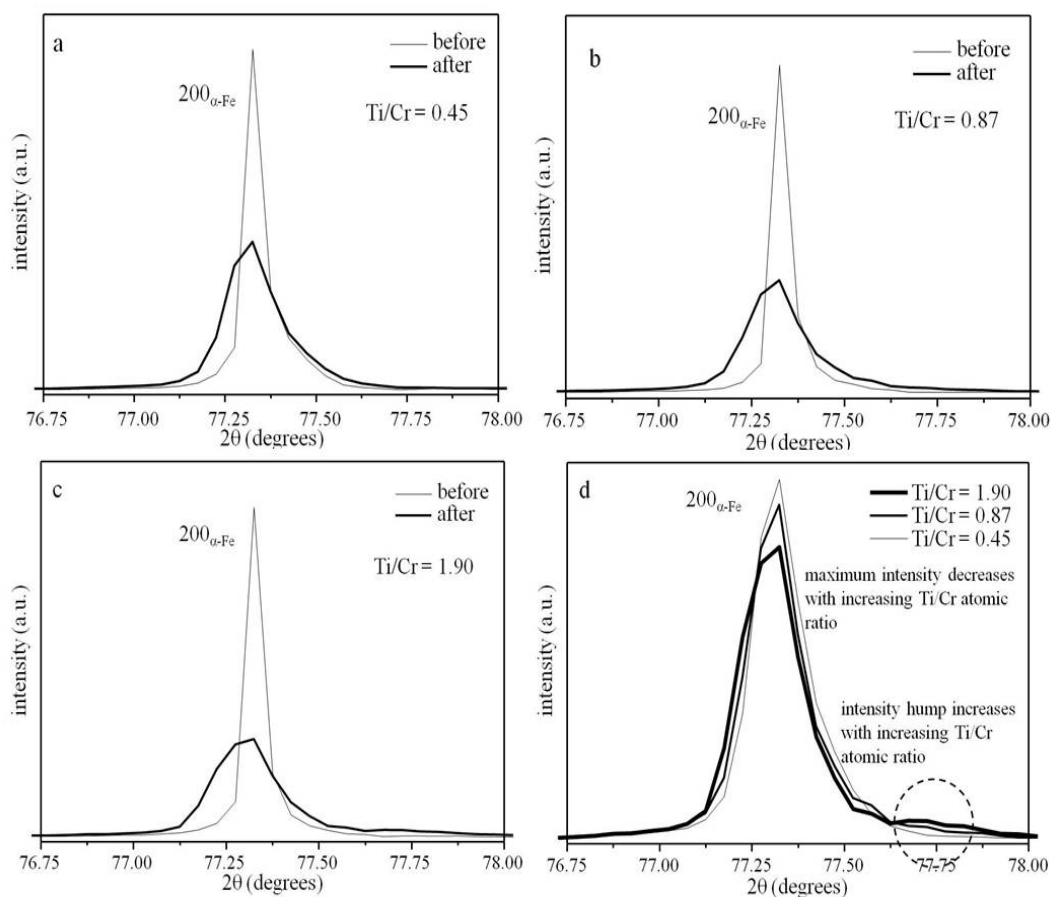 a
before
after
200α-Fe
Ti/Cr = 0.45
intensity (a.u.)
76.75 77.00 77.25 77.50 77.75 78.00
2θ (degrees)
b
before
after
200α-Fe
Ti/Cr = 0.87
intensity (a.u.)
76.75 77.00 77.25 77.50 77.75 78.00
2θ (degrees)
c
before
after
200α-Fe
Ti/Cr = 1.90
intensity (a.u.)
76.75 77.00 77.25 77.50 77.75 78.00
2θ (degrees)
d
200α-Fe
Ti/Cr = 1.90
Ti/Cr = 0.87
Ti/Cr = 0.45
maximum intensity decreases
with increasing Ti/Cr atomic
ratio
intensity hump increases
with increasing Ti/Cr
atomic ratio
intensity (a.u.)
76.75 77.00 77.25 77.50 77.75 78.00
2θ (degrees)